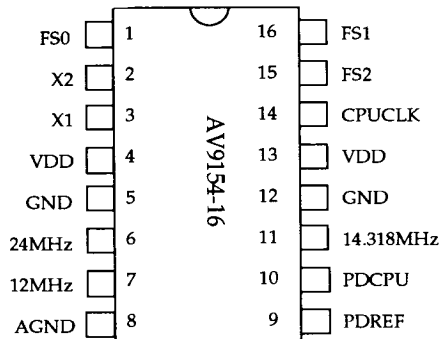 FS0 1 16 FS1
X2 2 15 FS2
X1 3 14 CPUCLK
VDD 4 13 VDD
GND 5 12 GND
24MHz 6 11 14.318MHz
12MHz 7 10 PDCPU
AGND 8 9 PDREF
AV9154-16